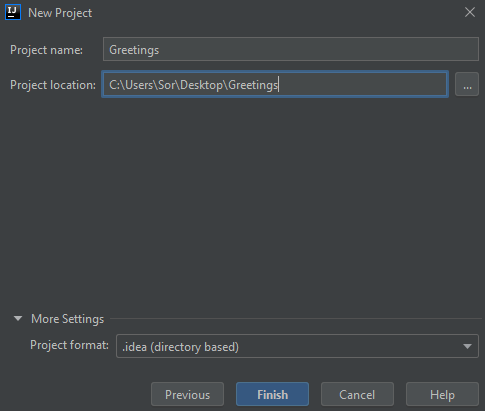 IJ New Project
Project name: Greetings
Project location: C:\Users\Sor\Desktop\Greetings ...
More Settings
Project format: .idea (directory based)
Previous Finish Cancel Help